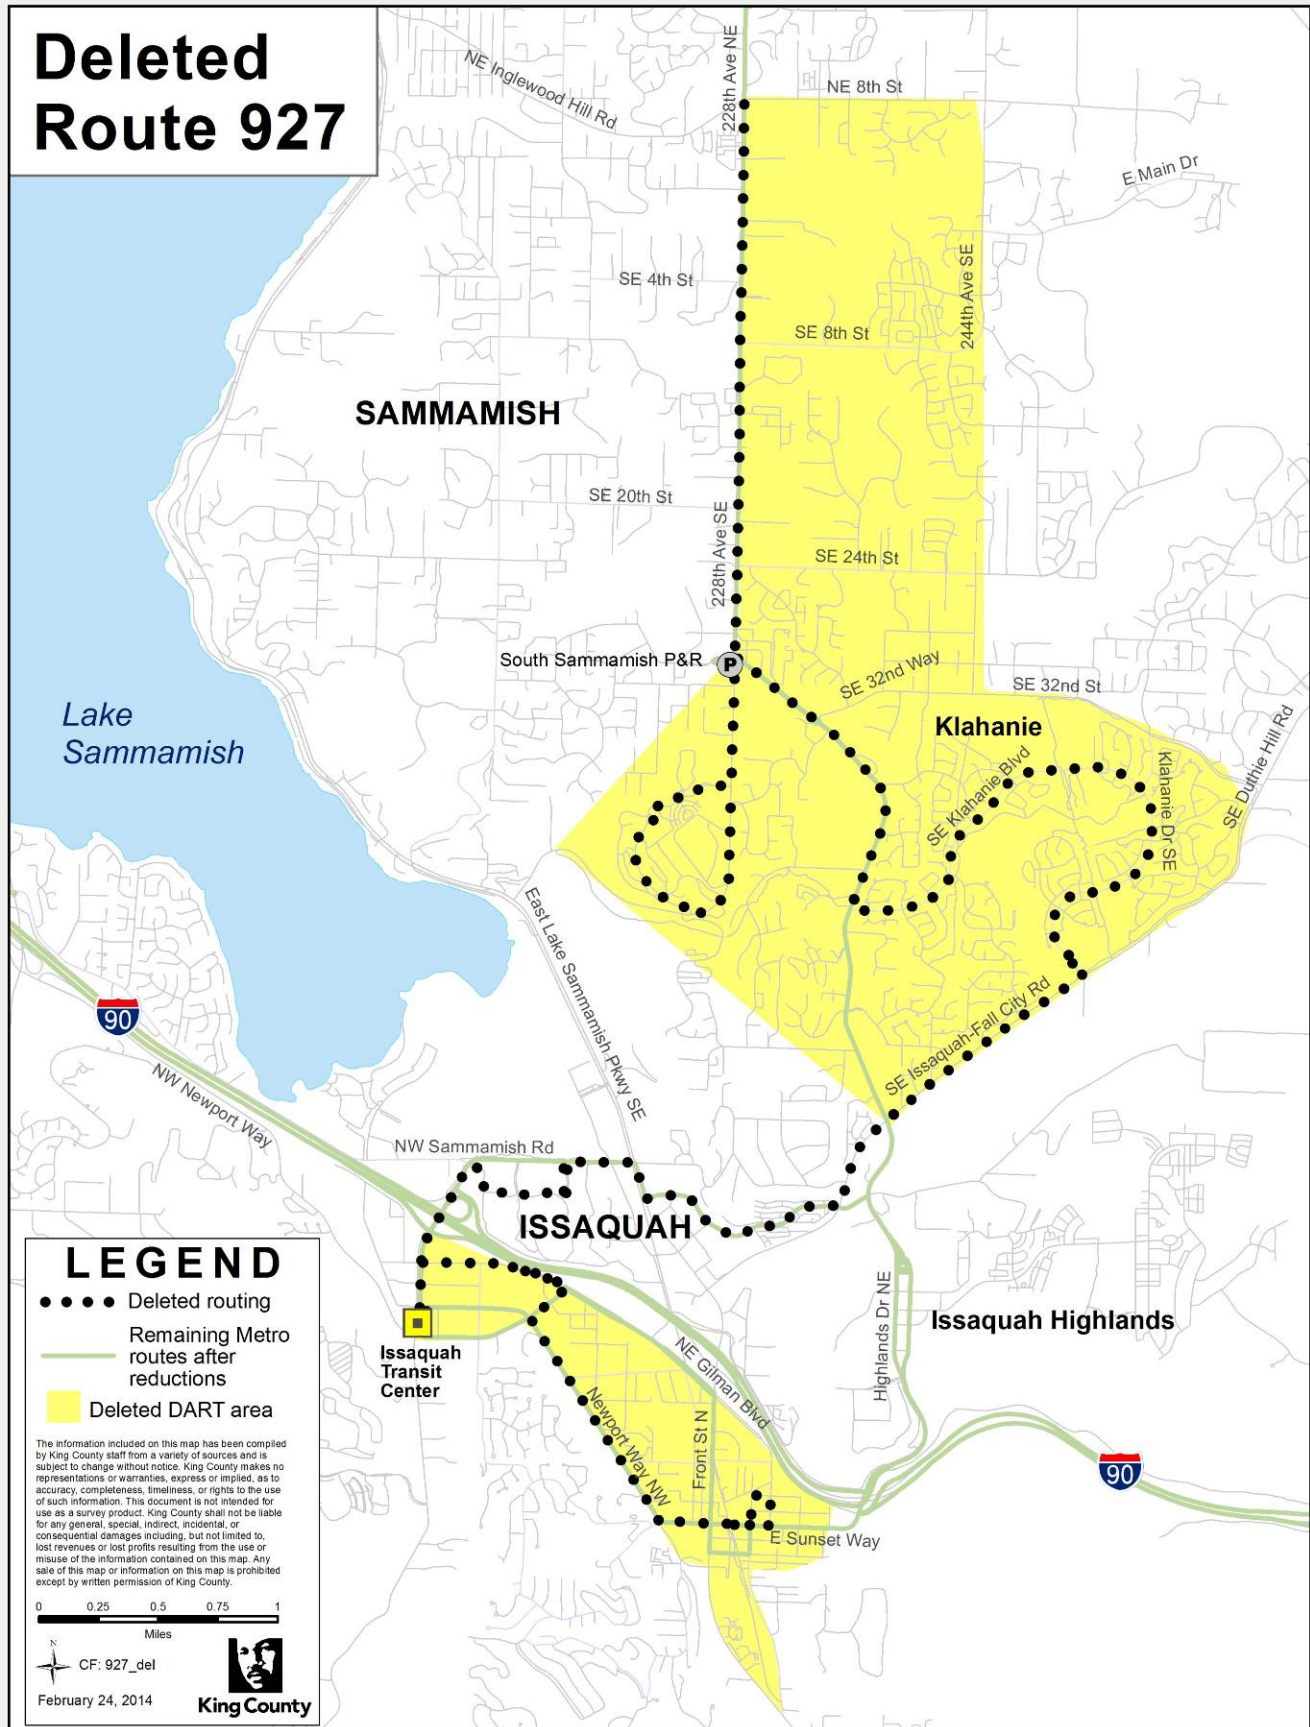 Deleted
Route 927
NE Inglewood Hill Rd
228th Ave NE
NE 8th St
E Main Dr
SE 4th St
244th Ave SE
SE 8th St
SAMMAMISH
SE 20th St
228th Ave SE
SE 24th St
South Sammamish P&R
P
SE 32nd Way
SE 32nd St
Lake
Sammamish
Klahanie
SE Klahanie Blvd
Klahanie Dr SE
SE Duthie Hill Rd
East Lake Sammamish Pkwy SE
90
SE Issaquah-Fall City Rd
NW Newport Way
NW Sammamish Rd
ISSAQUAH
Highlands Dr NE
Issaquah Highlands
Issaquah
Transit
Center
NE Gilman Blvd
Newport Way NW
Front St N
90
E Sunset Way
LEGEND
Deleted routing
Remaining Metro
routes after
reductions
Deleted DART area
The information included on this map has been compiled
by King County staff from a variety of sources and is
subject to change without notice. King County makes no
representations or warranties, express or implied, as to
accuracy, completeness, timeliness, or rights to the use
of such information. This document is not intended for
use as a survey product. King County shall not be liable
for any general, special, indirect, incidental, or
consequential damages including, but not limited to,
lost revenues or lost profits resulting from the use or
misuse of the information contained on this map. Any
sale of this map or information on this map is prohibited
except by written permission of King County.
0 0.25 0.5 0.75 1
Miles
N
CF: 927_del
February 24, 2014
King County